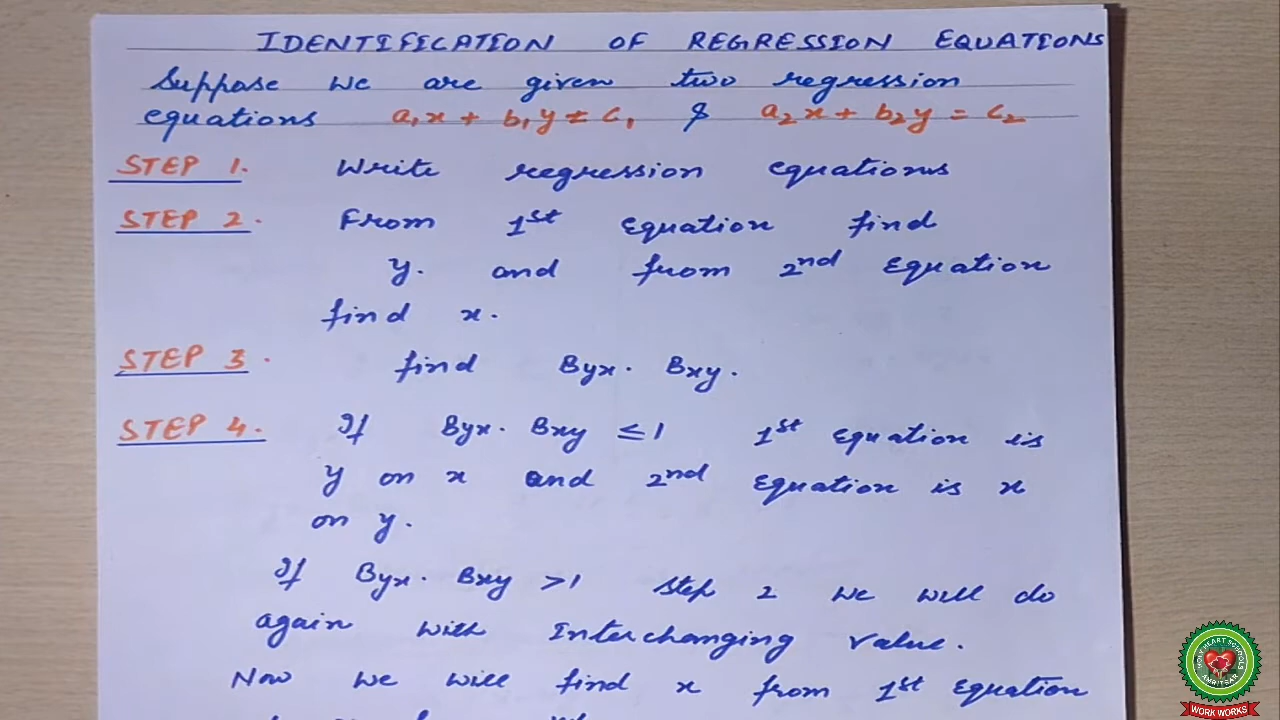 IDENTIFICATION OF REGRESSION EQUATIONS
Suppose we are given two regression
equations a₁x + b₁y = c₁ & a₂x + b₂y = c₂
STEP 1. Write regression equations
STEP 2. From 1st Equation find
y. and from 2nd Equation
find x.
STEP 3. find Byx. Bxy.
STEP 4. If Byx. Bxy ≤ 1 1st Equation is
y on x and 2nd Equation is x
on y.
If Byx. Bxy > 1 step 2 we will do
again with Interchanging value.
Now we will find x from 1st Equation
AMRITSAR
WORK WORKS